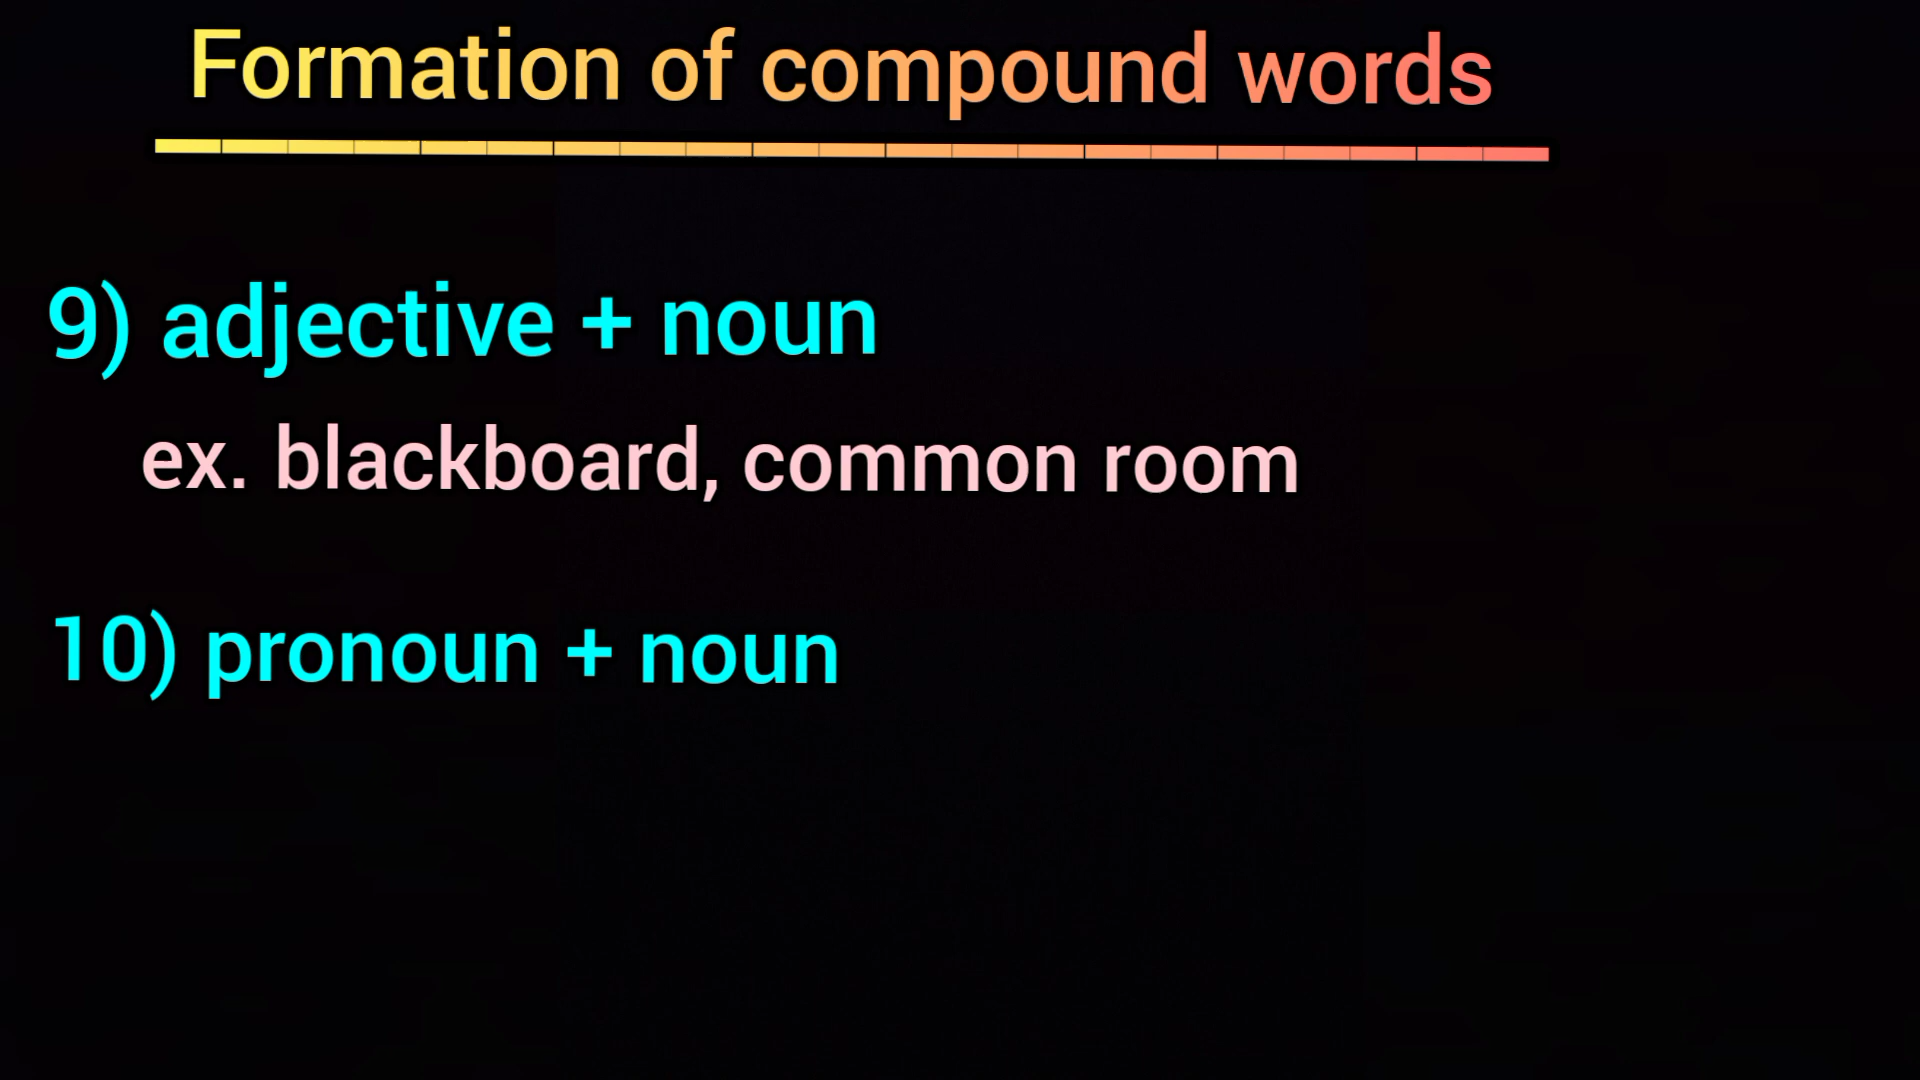 Formation of compound words
9) adjective + noun
ex. blackboard, common room
10) pronoun + noun